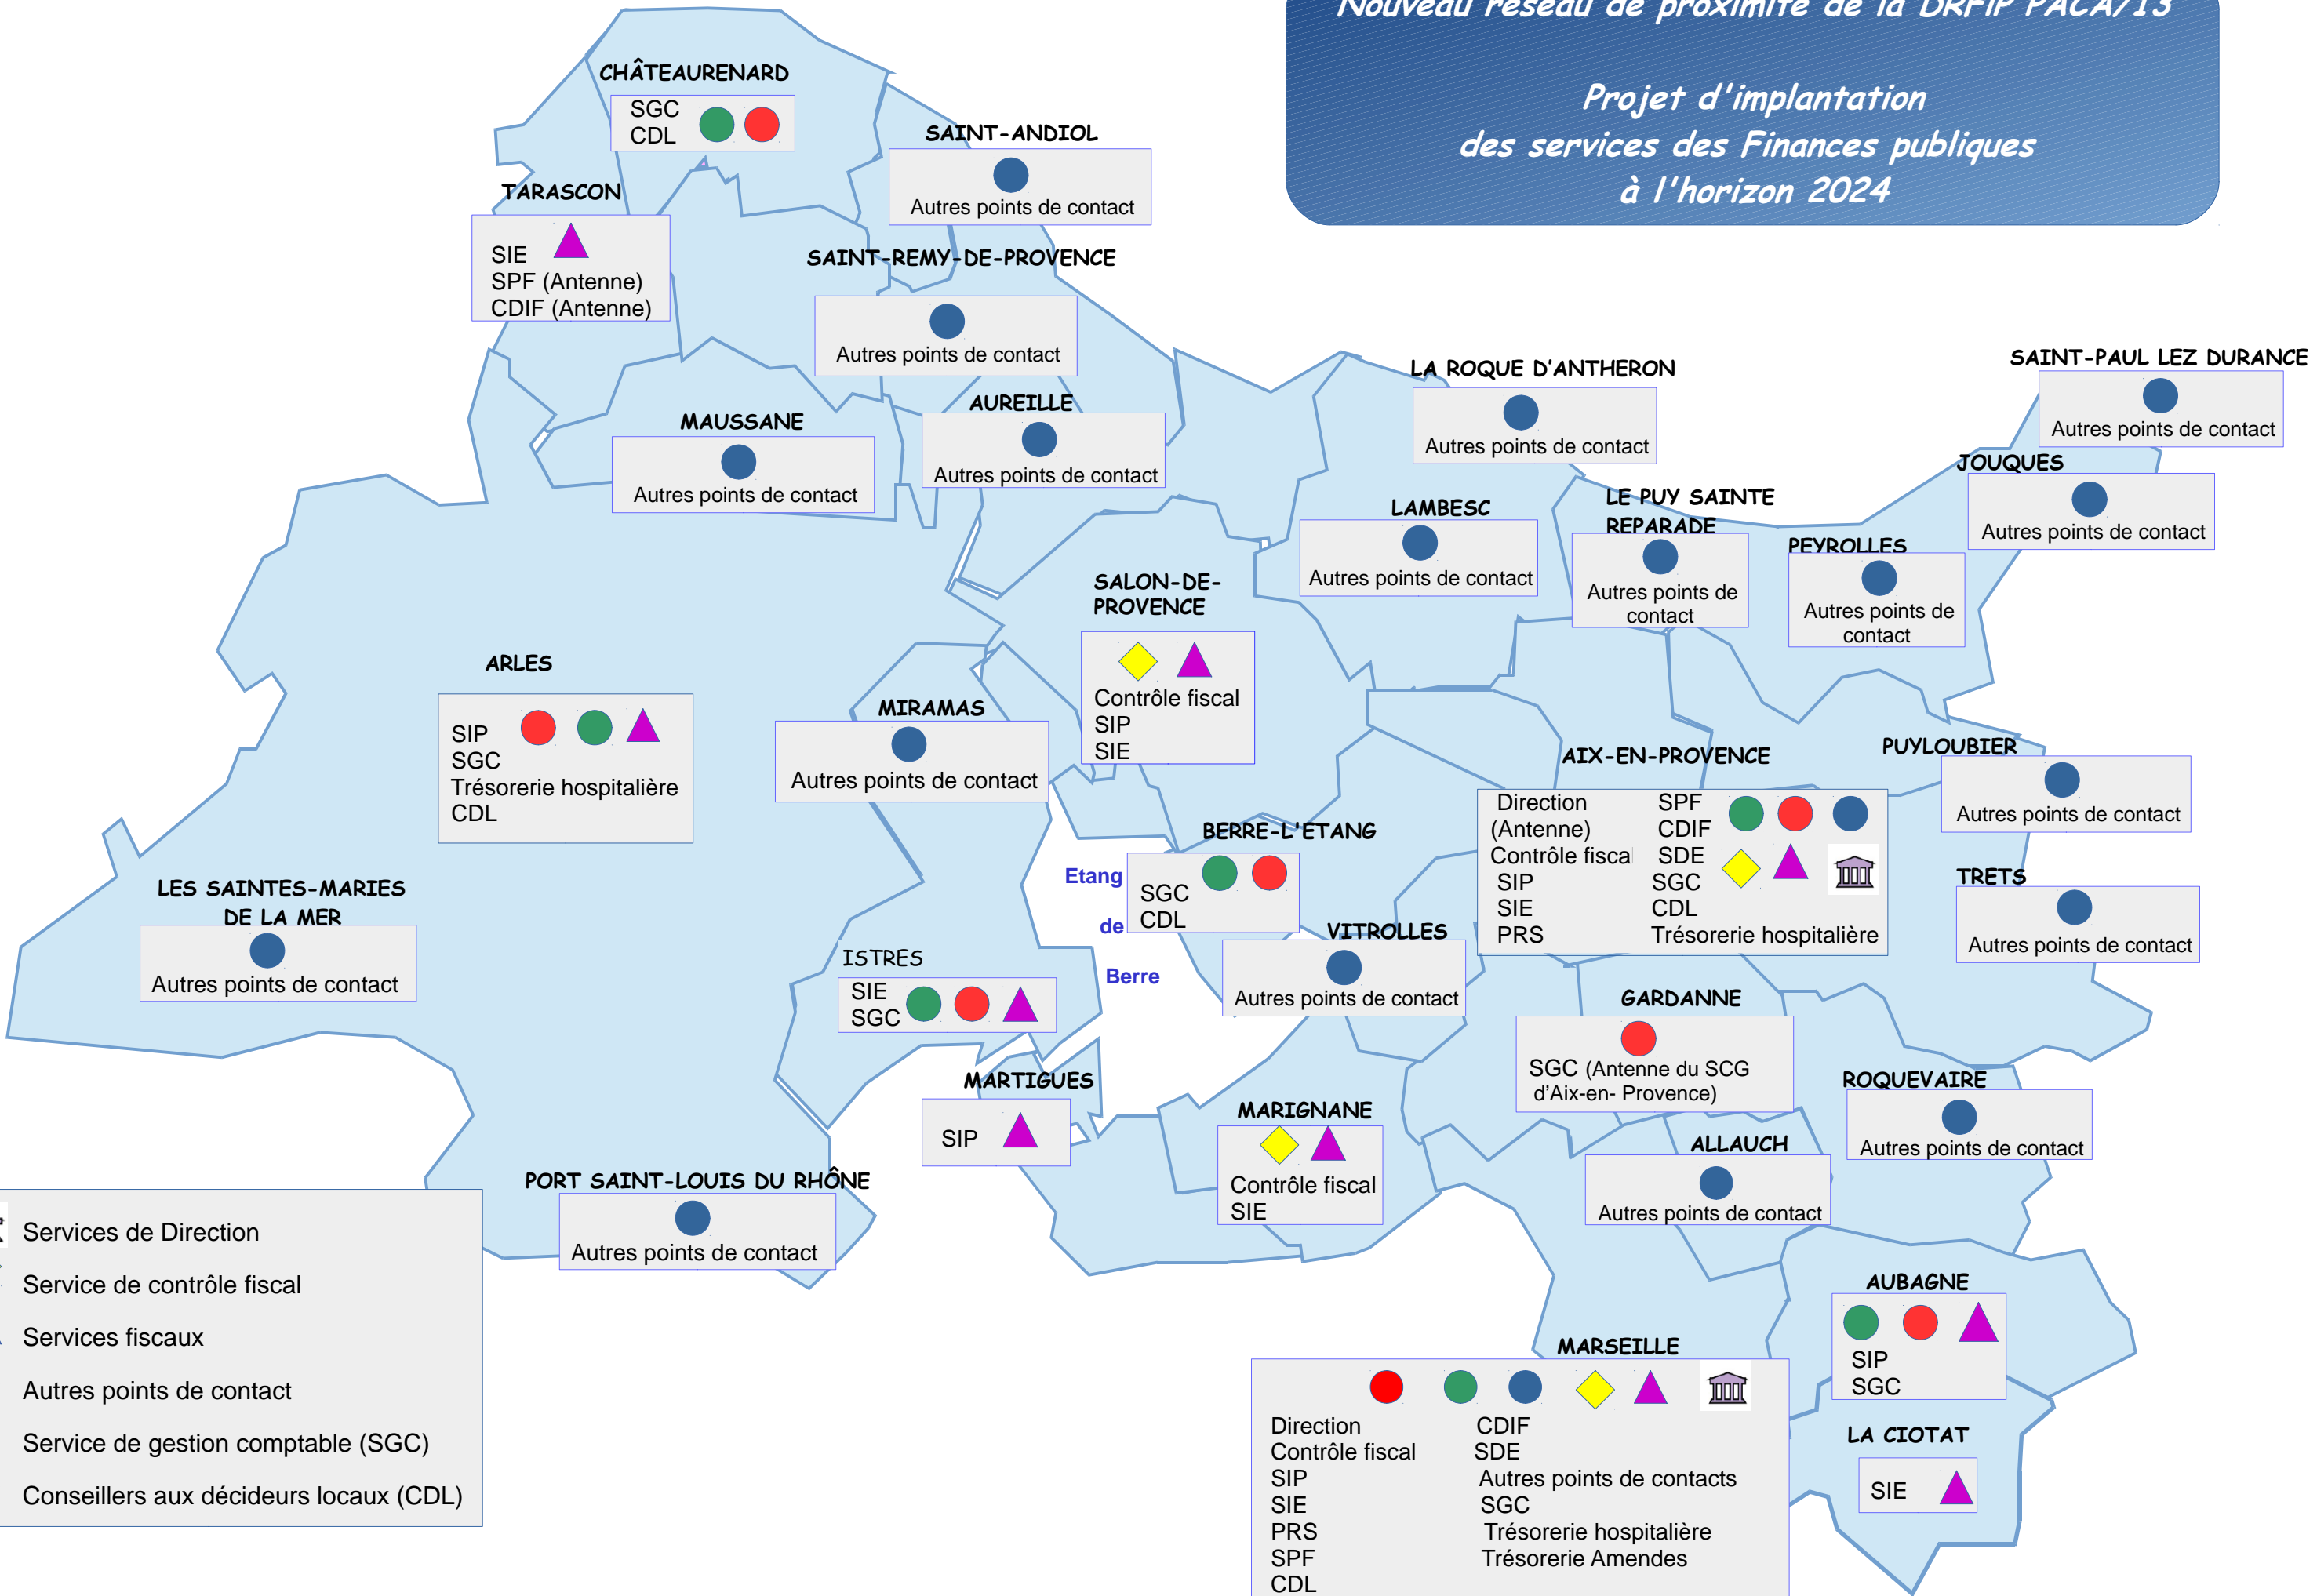 Nouveau réseau de proximité de la DRFiP PACA/13
Projet d'implantation
des services des Finances publiques
à l'horizon 2024
CHÂTEAURENARD
SGC
CDL
SAINT-ANDIOL
Autres points de contact
TARASCON
SIE
SPF (Antenne)
CDIF (Antenne)
SAINT-REMY-DE-PROVENCE
Autres points de contact
MAUSSANE
Autres points de contact
AUREILLE
Autres points de contact
LA ROQUE D'ANTHERON
Autres points de contact
SAINT-PAUL LEZ DURANCE
Autres points de contact
JOUQUES
Autres points de contact
LAMBESC
Autres points de contact
LE PUY SAINTE
REPARADE
Autres points de
contact
PEYROLLES
Autres points de
contact
SALON-DE-
PROVENCE
Contrôle fiscal
SIP
SIE
ARLES
SIP
SGC
Trésorerie hospitalière
CDL
MIRAMAS
Autres points de contact
AIX-EN-PROVENCE
Direction
(Antenne)
Contrôle fiscal
SIP
SIE
PRS
SPF
CDIF
SDE
SGC
CDL
Trésorerie hospitalière
PUYLOUBIER
Autres points de contact
BERRE-L'ETANG
SGC
CDL
Etang
de
Berre
TRETS
Autres points de contact
LES SAINTES-MARIES
DE LA MER
Autres points de contact
VITROLLES
Autres points de contact
ISTRES
SIE
SGC
GARDANNE
SGC (Antenne du SCG
d'Aix-en- Provence)
MARTIGUES
SIP
MARIGNANE
Contrôle fiscal
SIE
ROQUEVAIRE
Autres points de contact
ALLAUCH
Autres points de contact
PORT SAINT-LOUIS DU RHÔNE
Autres points de contact
AUBAGNE
SIP
SGC
MARSEILLE
Direction
Contrôle fiscal
SIP
SIE
PRS
SPF
CDL
CDIF
SDE
Autres points de contacts
SGC
Trésorerie hospitalière
Trésorerie Amendes
LA CIOTAT
SIE
Services de Direction
Service de contrôle fiscal
Services fiscaux
Autres points de contact
Service de gestion comptable (SGC)
Conseillers aux décideurs locaux (CDL)